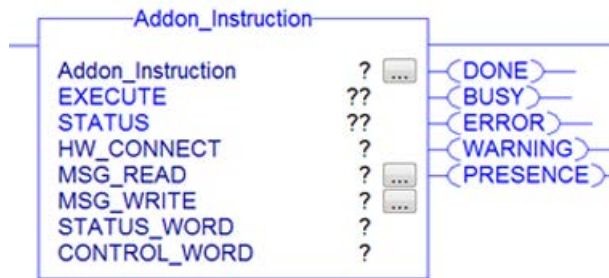 Addon_Instruction
Addon_Instruction ? ... DONE
EXECUTE ?? BUSY
STATUS ?? ERROR
HW_CONNECT ? WARNING
MSG_READ ? ... PRESENCE
MSG_WRITE ? ...
STATUS_WORD ?
CONTROL_WORD ?